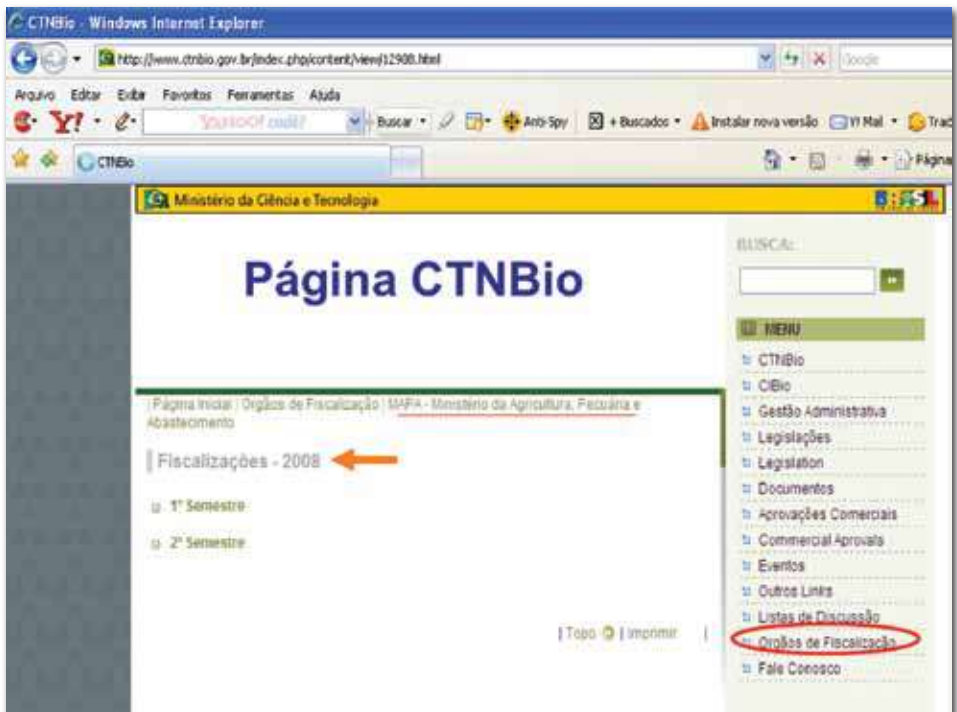 CTNBio - Windows Internet Explorer
http://www.ctnbio.gov.br/index.php/content/view/12908.html
Google
Arquivo Editar Exibir Favoritos Ferramentas Ajuda
Y! Buscar Anti-Spy + Buscados Instalar nova versão Y! Mail
CTNBio
Ministério da Ciência e Tecnologia
BUSCA:
Página CTNBio
MENU
CTNBio
CIBio
Gestão Administrativa
Legislações
Legislation
Documentos
Aprovações Comerciais
Commercial Aprovals
Eventos
Outros Links
Listas de Discussão
Orgãos de Fiscalização
Fale Conosco
| Página Inicial | Orgãos de Fiscalização | MAPA - Ministério da Agricultura, Pecuária e
Abastecimento
Fiscalizações - 2008
1º Semestre
2º Semestre
| Topo | Imprimir |